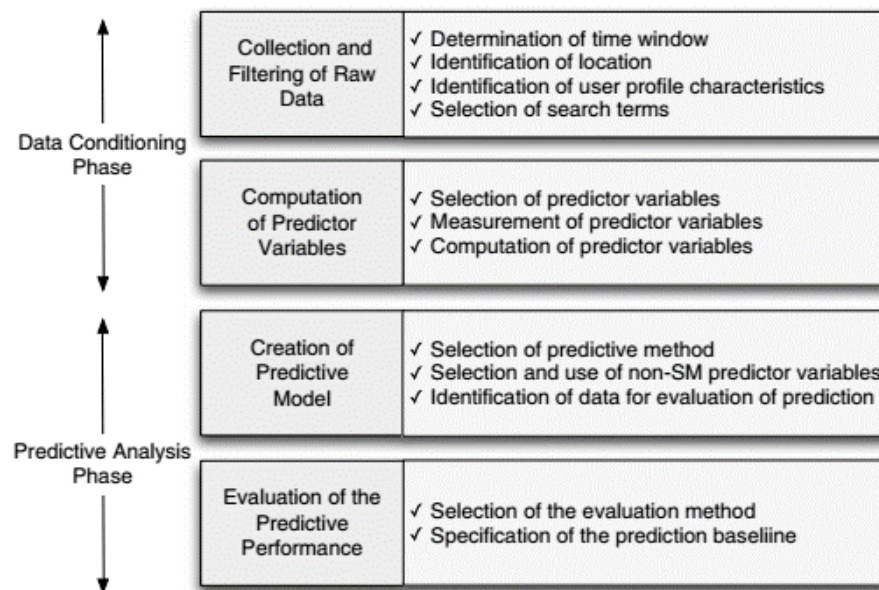 Data Conditioning
Phase
Collection and
Filtering of Raw
Data
✓ Determination of time window
✓ Identification of location
✓ Identification of user profile characteristics
✓ Selection of search terms
Computation
of Predictor
Variables
✓ Selection of predictor variables
✓ Measurement of predictor variables
✓ Computation of predictor variables
Predictive Analysis
Phase
Creation of
Predictive
Model
✓ Selection of predictive method
✓ Selection and use of non-SM predictor variables
✓ Identification of data for evaluation of prediction
Evaluation of the
Predictive
Performance
✓ Selection of the evaluation method
✓ Specification of the prediction baseliine